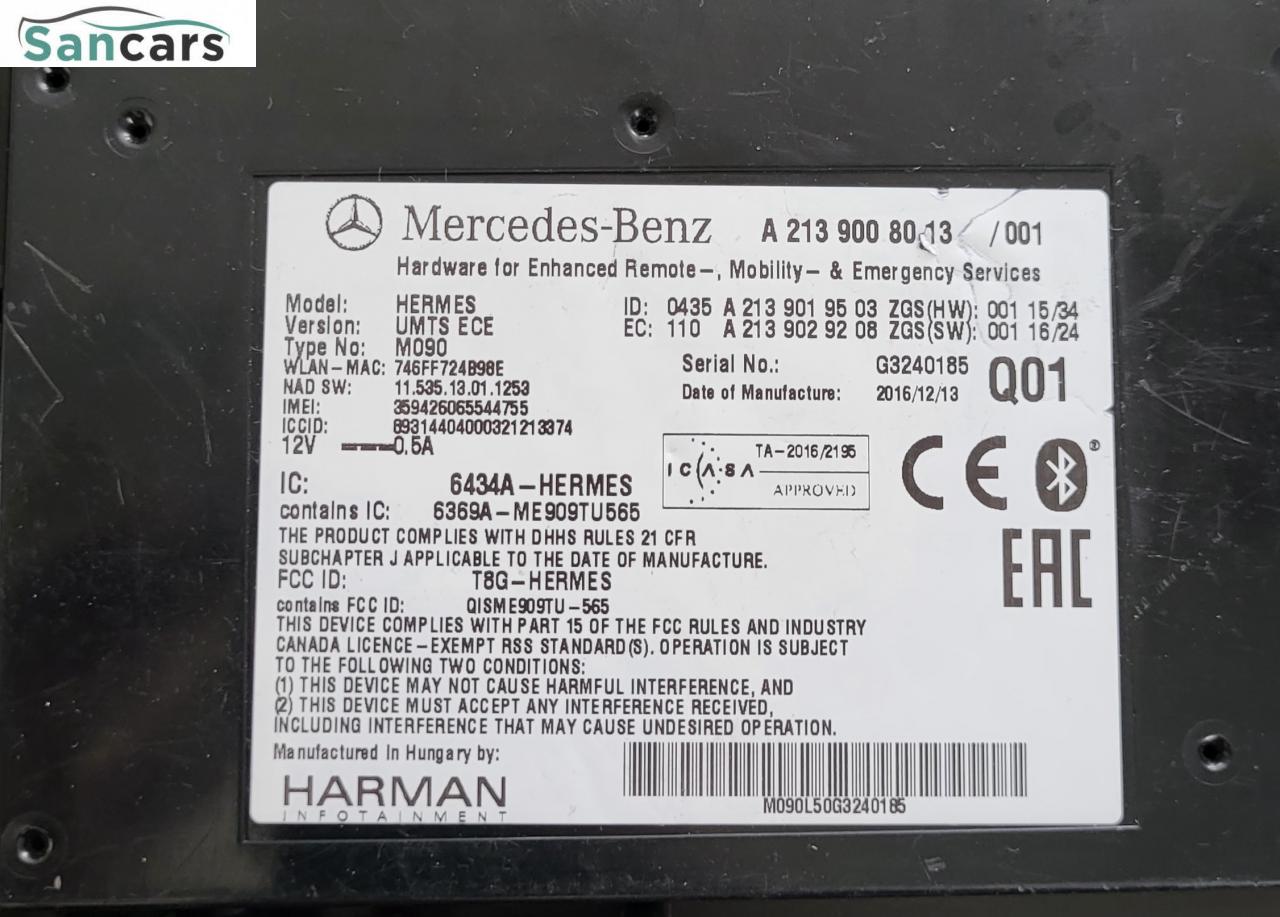 Sancars
Mercedes-Benz A 213 900 80 13 /001
Hardware for Enhanced Remote-, Mobility- & Emergency Services
Model: HERMES ID: 0435 A 213 901 95 03 ZGS(HW): 001 15/34
Version: UMTS ECE EC: 110 A 213 902 92 08 ZGS(SW): 001 16/24
Type No: M090
WLAN-MAC: 746FF724B98E Serial No.: G3240185 Q01
NAD SW: 11.535.13.01.1253 Date of Manufacture: 2016/12/13
IMEI: 359426065544755
ICCID: 89314404000321213374
12V 0,5A
ICASA TA-2016/2195
APPROVED
CE
IC: 6434A-HERMES
contains IC: 6369A-ME909TU565
THE PRODUCT COMPLIES WITH DHHS RULES 21 CFR
SUBCHAPTER J APPLICABLE TO THE DATE OF MANUFACTURE.
EAC
FCC ID: T8G-HERMES
contains FCC ID: QISME909TU-565
THIS DEVICE COMPLIES WITH PART 15 OF THE FCC RULES AND INDUSTRY
CANADA LICENCE-EXEMPT RSS STANDARD(S). OPERATION IS SUBJECT
TO THE FOLLOWING TWO CONDITIONS:
(1) THIS DEVICE MAY NOT CAUSE HARMFUL INTERFERENCE, AND
(2) THIS DEVICE MUST ACCEPT ANY INTERFERENCE RECEIVED,
INCLUDING INTERFERENCE THAT MAY CAUSE UNDESIRED OPERATION.
Manufactured In Hungary by:
HARMAN
INFOTAINMENT
M090L50G3240185